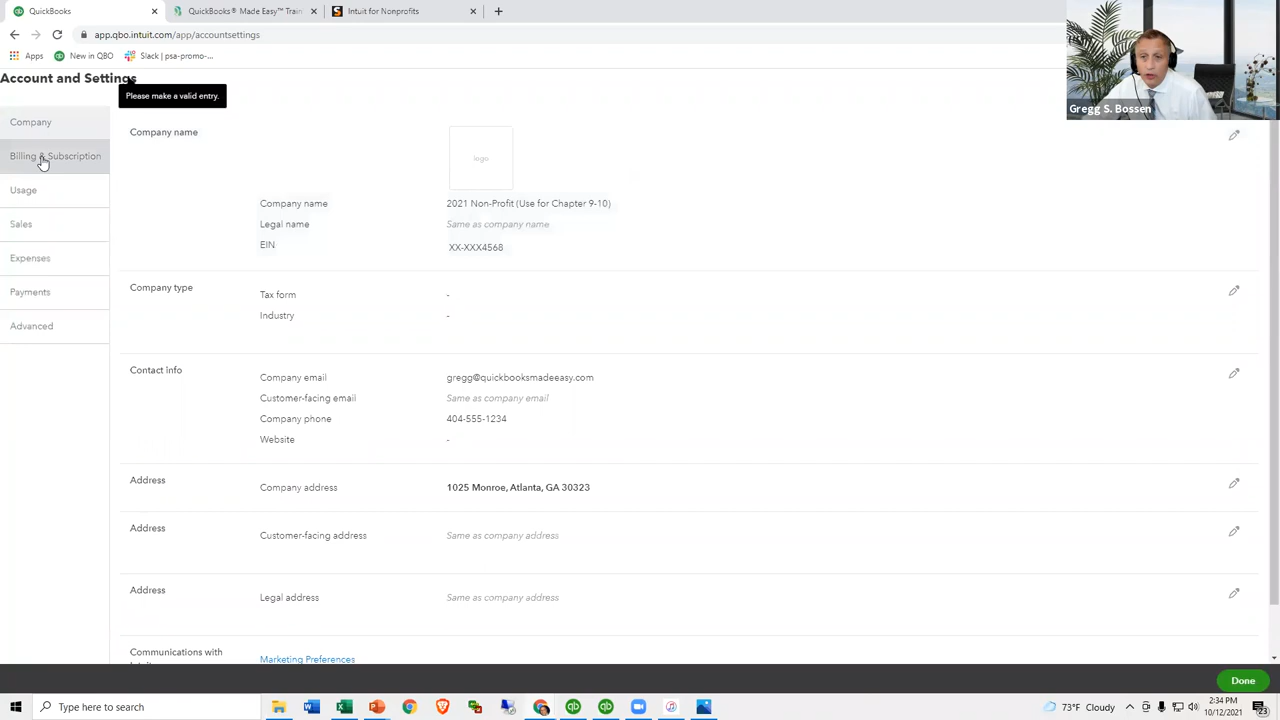 QuickBooks
QuickBooks® Made Easy™ Train
Intuit for Nonprofits
app.qbo.intuit.com/app/accountsettings
Apps
New in QBO
Slack | psa-promo-...
Account and Settings
Please make a valid entry.
Gregg S. Bossen
Company
Billing & Subscription
Usage
Sales
Expenses
Payments
Advanced
Company name
logo
Company name 2021 Non-Profit (Use for Chapter 9-10)
Legal name Same as company name
EIN XX-XXX4568
Company type
Tax form -
Industry -
Contact info
Company email gregg@quickbooksmadeeasy.com
Customer-facing email Same as company email
Company phone 404-555-1234
Website -
Address
Company address 1025 Monroe, Atlanta, GA 30323
Address
Customer-facing address Same as company address
Address
Legal address Same as company address
Communications with
Marketing Preferences
Done
Type here to search
73°F Cloudy
2:34 PM
10/12/2021
23